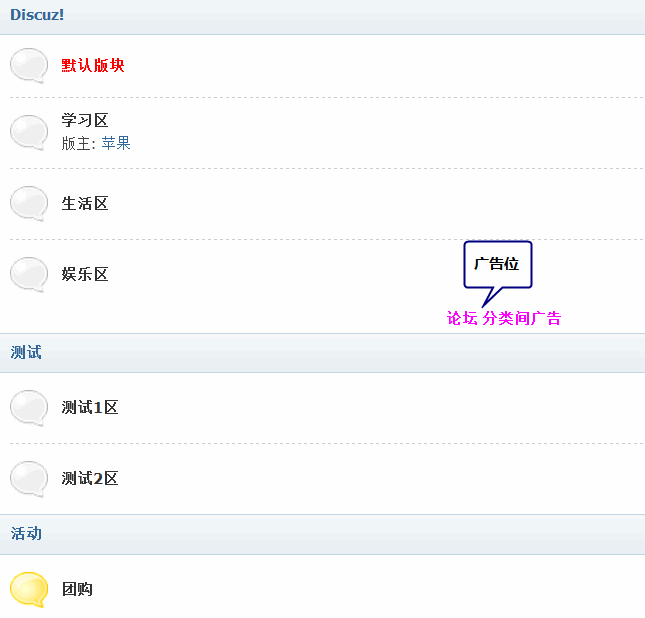 Discuz!
默认版块
学习区
版主: 苹果
生活区
娱乐区
广告位
论坛 分类间广告
测试
测试1区
测试2区
活动
团购